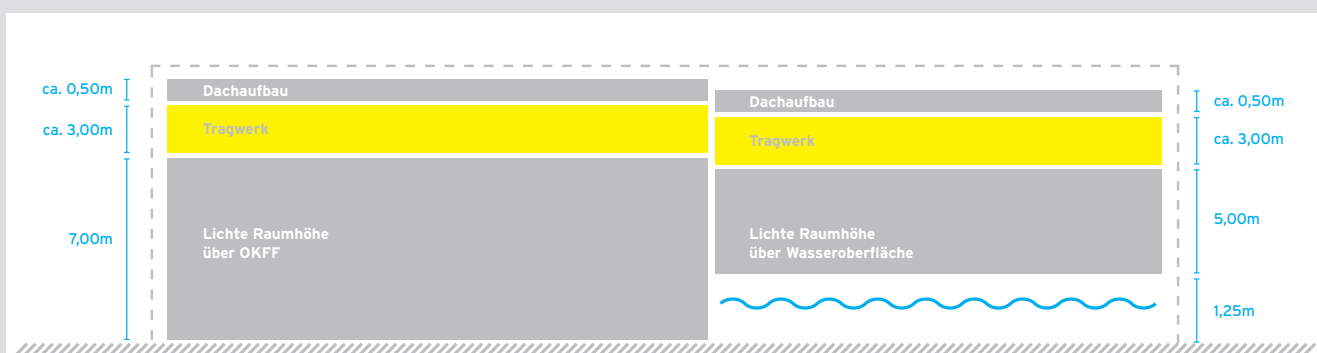 ca. 0,50m
Dachaufbau
ca. 3,00m
Tragwerk
7,00m
Lichte Raumhöhe
über OKFF
Dachaufbau
ca. 0,50m
Tragwerk
ca. 3,00m
Lichte Raumhöhe
über Wasseroberfläche
5,00m
1,25m